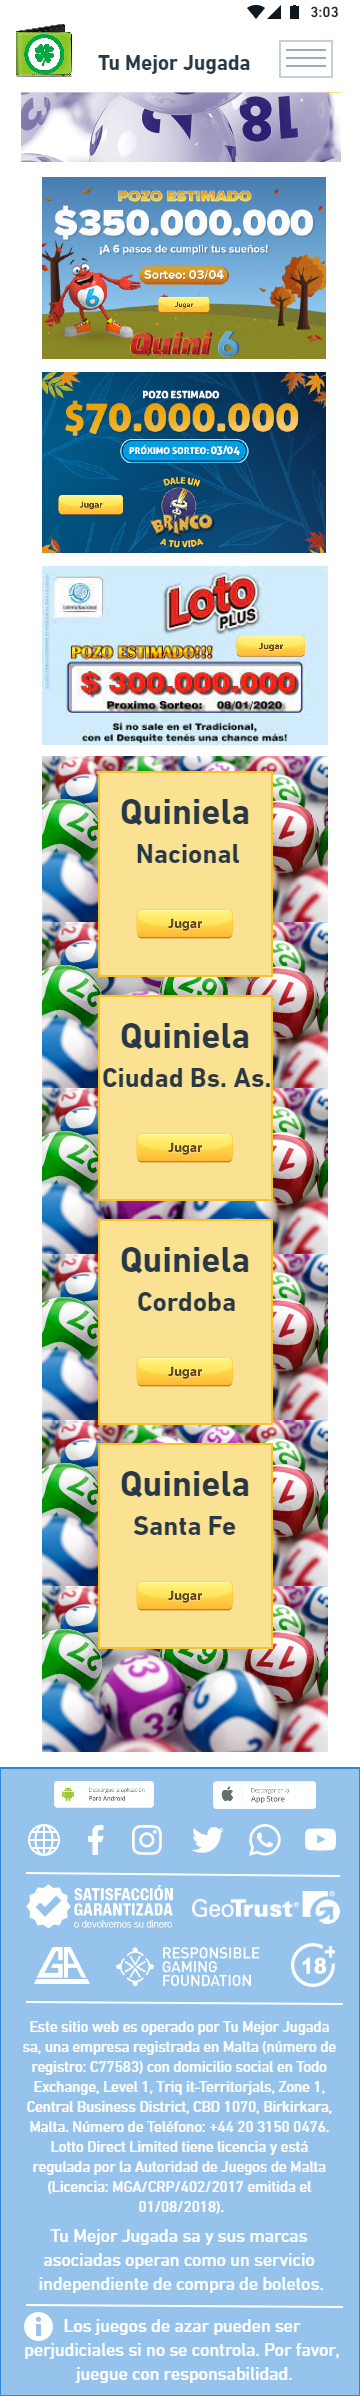 3:03
Tu Mejor Jugada
18
POZO ESTIMADO
$350.000.000
¡A 6 pasos de cumplir tus sueños!
Sorteo: 03/04
6
Jugar
Quini 6
POZO ESTIMADO
$70.000.000
PRÓXIMO SORTEO: 03/04
DALE UN
Jugar
BRINCO
A TU VIDA
Lotería Nacional
Loto
PLUS
Jugar
POZO ESTIMADO!!!
$ 300.000.000
Proximo Sorteo: 08/01/2020
Si no sale en el Tradicional,
con el Desquite tenés una chance más!
Quiniela
Nacional
Jugar
Quiniela
Ciudad Bs. As.
Jugar
Quiniela
Cordoba
Jugar
Quiniela
Santa Fe
Jugar
33
Descargue la aplicación
Para Android
Descargar en la
App Store
SATISFACCIÓN
GARANTIZADA
o devolvemos su dinero
GeoTrust
GA
RESPONSIBLE
GAMING
FOUNDATION
18+
Este sitio web es operado por Tu Mejor Jugada
sa, una empresa registrada en Malta (número de
registro: C77583) con domicilio social en Todo
Exchange, Level 1, Triq it-Territorjals, Zone 1,
Central Business District, CBD 1070, Birkirkara,
Malta. Número de Teléfono: +44 20 3150 0476.
Lotto Direct Limited tiene licencia y está
regulada por la Autoridad de Juegos de Malta
(Licencia: MGA/CRP/402/2017 emitida el
01/08/2018).
Tu Mejor Jugada sa y sus marcas
asociadas operan como un servicio
independiente de compra de boletos.
Los juegos de azar pueden ser
perjudiciales si no se controla. Por favor,
juegue con responsabilidad.